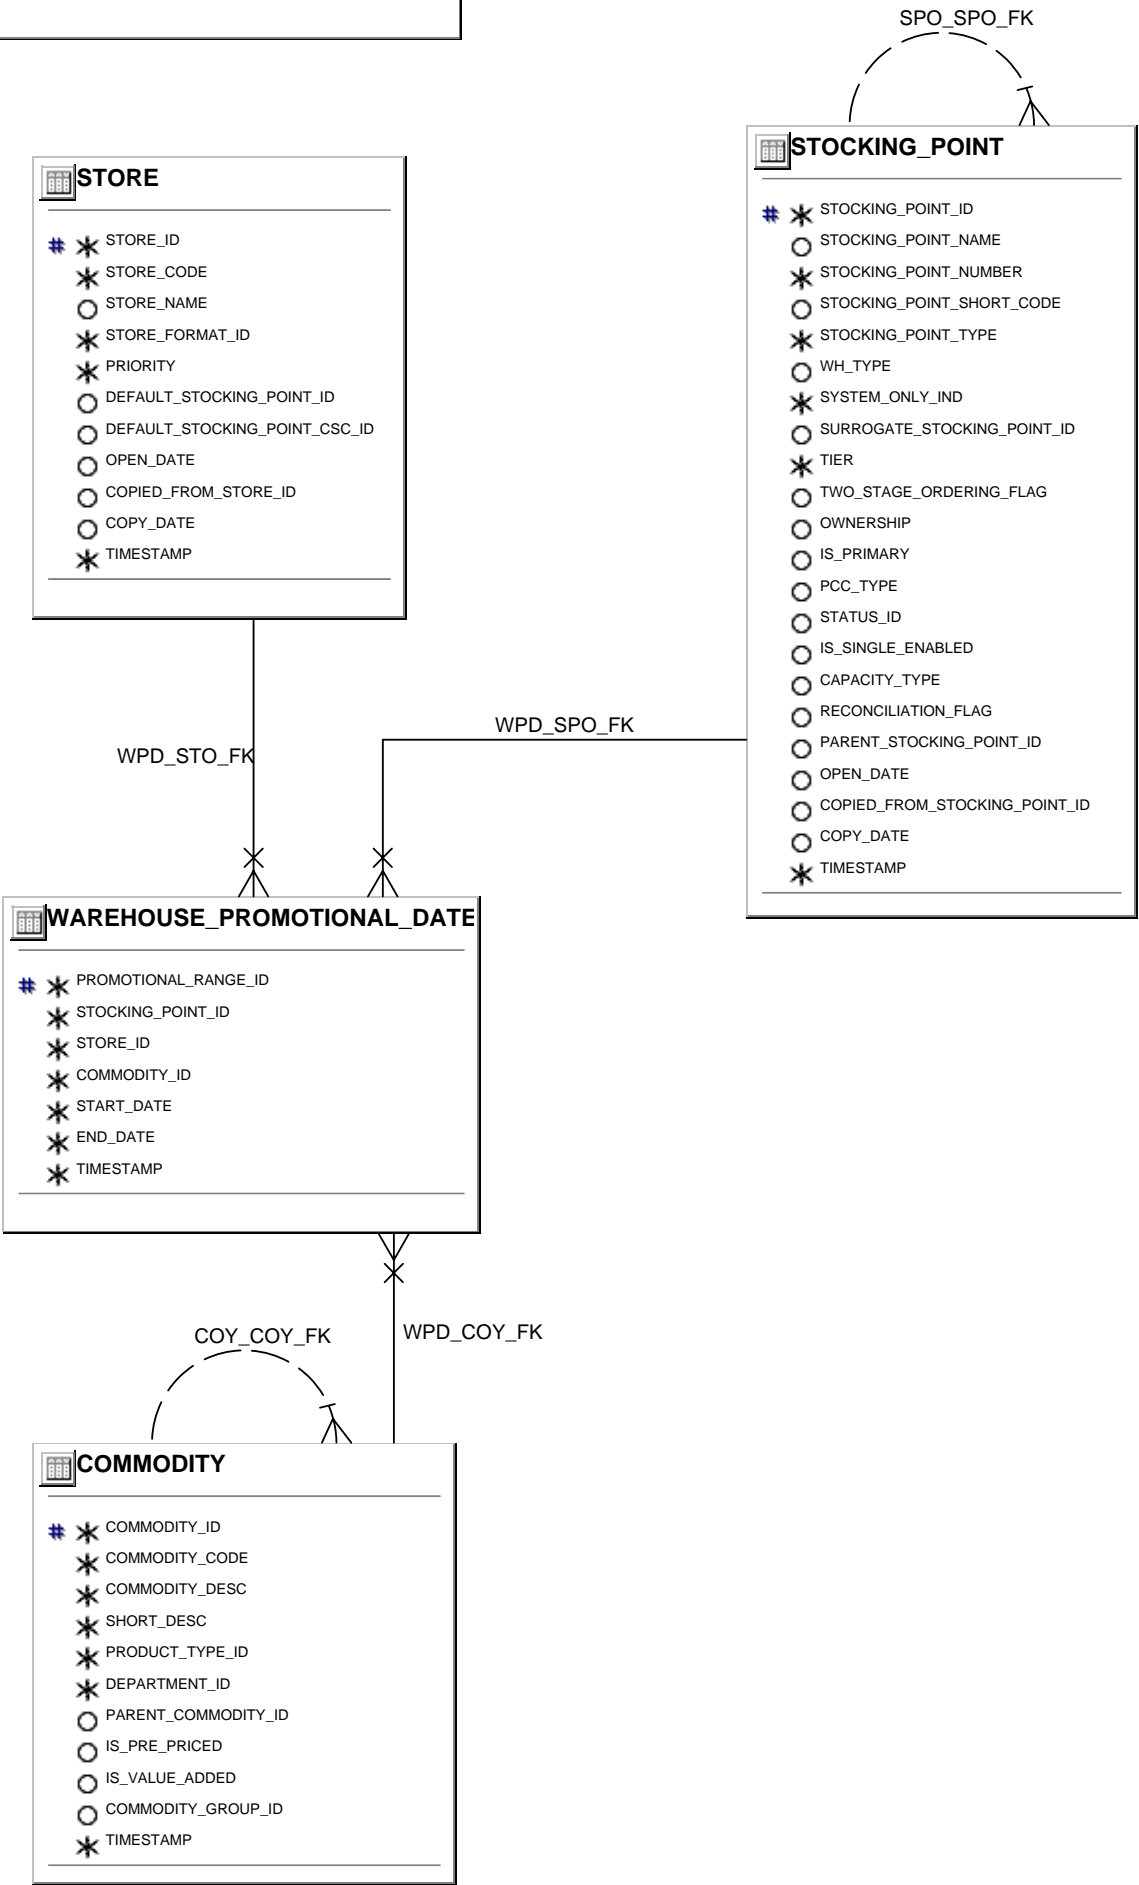 SPO_SPO_FK
STOCKING_POINT
STOCKING_POINT_ID
STOCKING_POINT_NAME
STOCKING_POINT_NUMBER
STOCKING_POINT_SHORT_CODE
STOCKING_POINT_TYPE
WH_TYPE
SYSTEM_ONLY_IND
SURROGATE_STOCKING_POINT_ID
TIER
TWO_STAGE_ORDERING_FLAG
OWNERSHIP
IS_PRIMARY
PCC_TYPE
STATUS_ID
IS_SINGLE_ENABLED
CAPACITY_TYPE
RECONCILIATION_FLAG
PARENT_STOCKING_POINT_ID
OPEN_DATE
COPIED_FROM_STOCKING_POINT_ID
COPY_DATE
TIMESTAMP
STORE
STORE_ID
STORE_CODE
STORE_NAME
STORE_FORMAT_ID
PRIORITY
DEFAULT_STOCKING_POINT_ID
DEFAULT_STOCKING_POINT_CSC_ID
OPEN_DATE
COPIED_FROM_STORE_ID
COPY_DATE
TIMESTAMP
WPD_SPO_FK
WPD_STO_FK
WAREHOUSE_PROMOTIONAL_DATE
PROMOTIONAL_RANGE_ID
STOCKING_POINT_ID
STORE_ID
COMMODITY_ID
START_DATE
END_DATE
TIMESTAMP
COY_COY_FK
WPD_COY_FK
COMMODITY
COMMODITY_ID
COMMODITY_CODE
COMMODITY_DESC
SHORT_DESC
PRODUCT_TYPE_ID
DEPARTMENT_ID
PARENT_COMMODITY_ID
IS_PRE_PRICED
IS_VALUE_ADDED
COMMODITY_GROUP_ID
TIMESTAMP